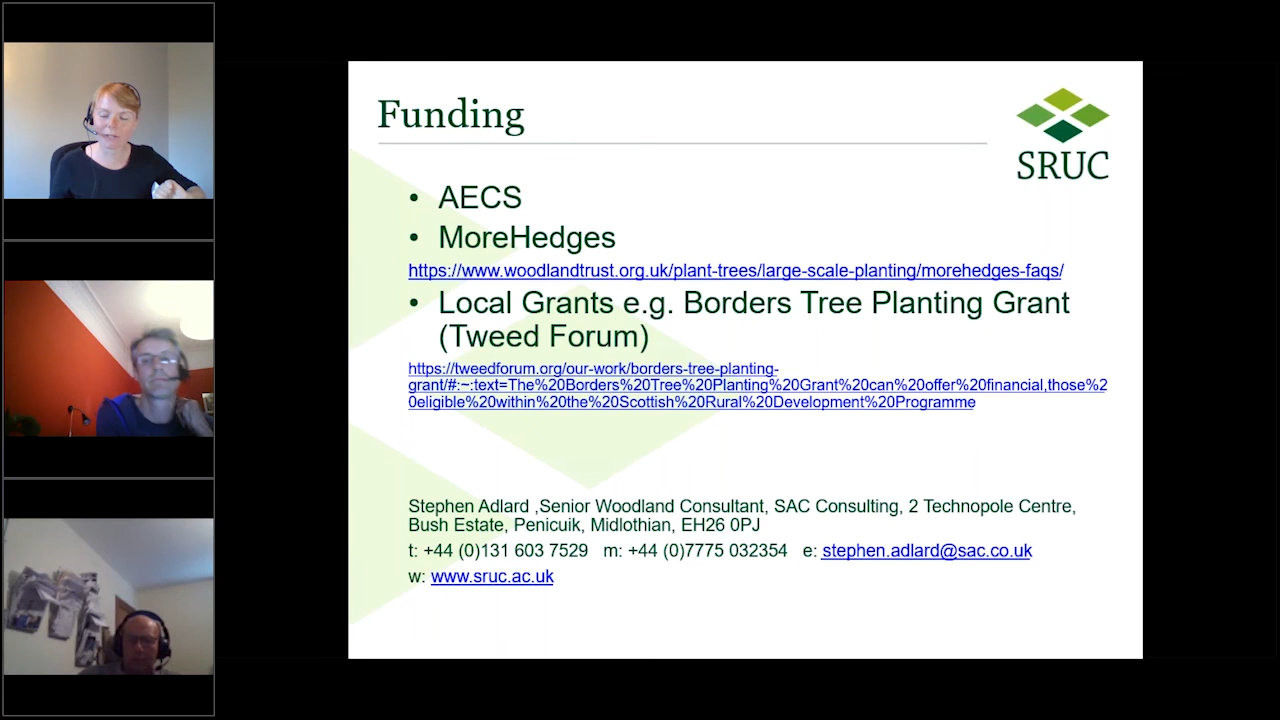 Funding
SRUC
• AECS
• MoreHedges
https://www.woodlandtrust.org.uk/plant-trees/large-scale-planting/morehedges-faqs/
• Local Grants e.g. Borders Tree Planting Grant
(Tweed Forum)
https://tweedforum.org/our-work/borders-tree-planting-
grant/#:~:text=The%20Borders%20Tree%20Planting%20Grant%20can%20offer%20financial,those%2
0eligible%20within%20the%20Scottish%20Rural%20Development%20Programme
Stephen Adlard ,Senior Woodland Consultant, SAC Consulting, 2 Technopole Centre,
Bush Estate, Penicuik, Midlothian, EH26 0PJ
t: +44 (0)131 603 7529 m: +44 (0)7775 032354 e: stephen.adlard@sac.co.uk
w: www.sruc.ac.uk